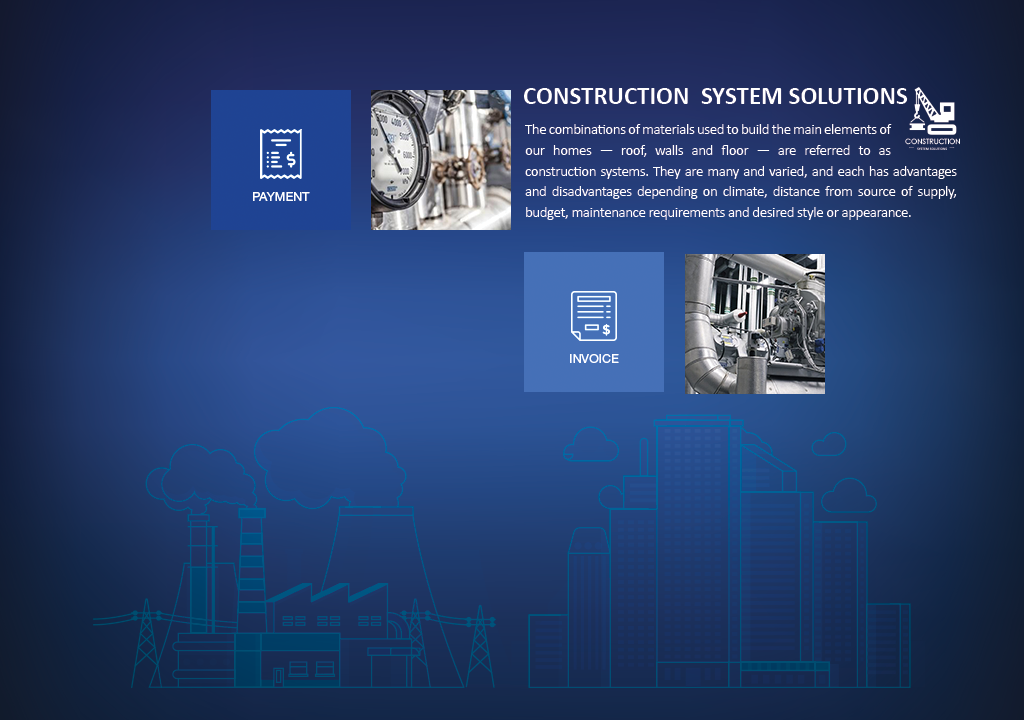 CONSTRUCTION  SYSTEM SOLUTIONS
The combinations of materials used to build the main elements of
our homes — roof, walls and floor — are referred to as
construction systems. They are many and varied, and each has advantages
and disadvantages depending on climate, distance from source of supply,
budget, maintenance requirements and desired style or appearance.
CONSTRUCTION
SYSTEM SOLUTIONS
PAYMENT
$
INVOICE
$